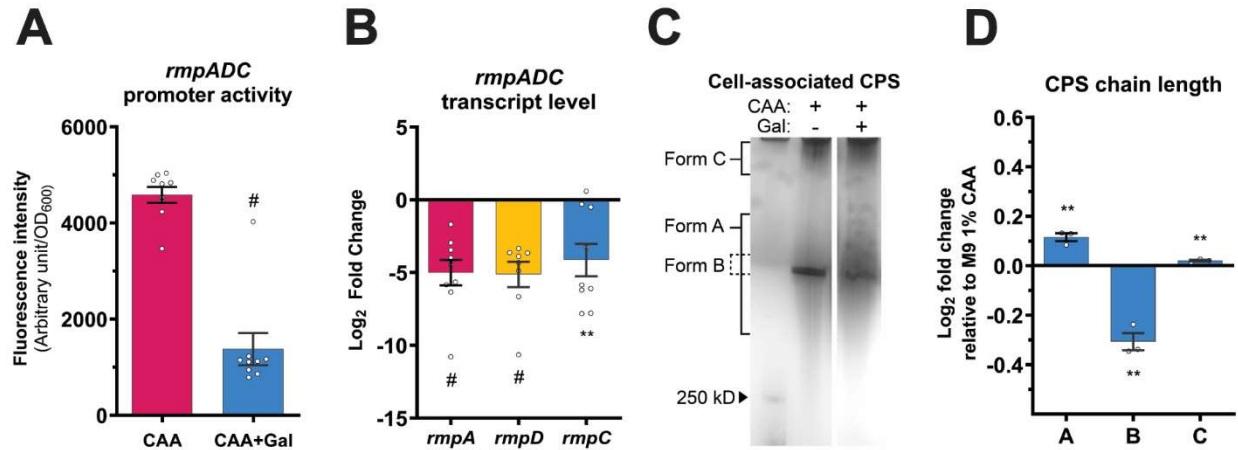 A
rmpADC
promoter activity
Fluorescence intensity
(Arbitrary unit/OD600)
6000
4000
2000
0
#
CAA
CAA+Gal
B
rmpADC
transcript level
Log2 Fold Change
5
0
-5
-10
-15
#
#
**
rmpA
rmpD
rmpC
C
Cell-associated CPS
CAA: + +
Gal: - +
Form C
Form A
Form B
250 kD
D
CPS chain length
Log2 fold change
relative to M9 1% CAA
0.6
0.4
0.2
0.0
-0.2
-0.4
**
**
**
A
B
C